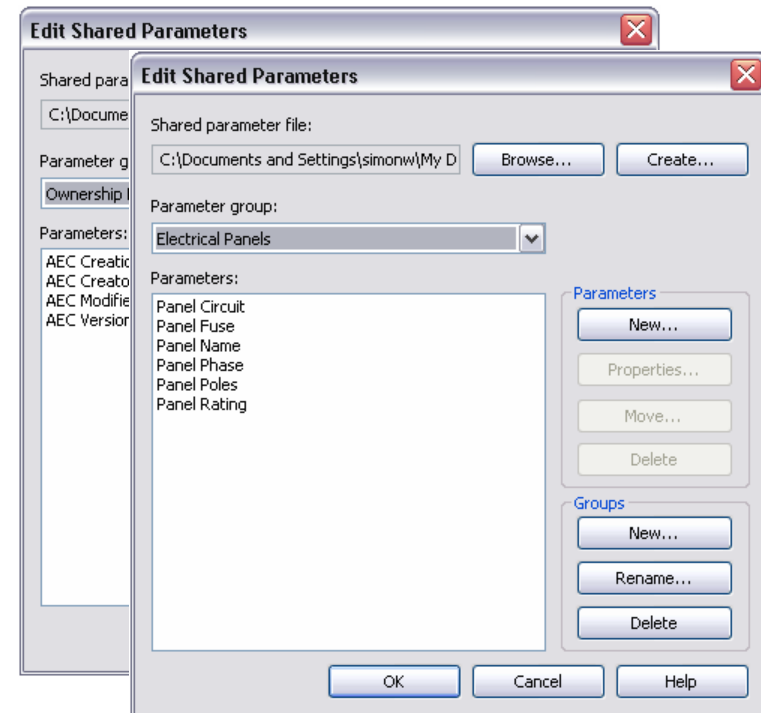 Edit Shared Parameters
Shared para
C:\Docume
Parameter g
Ownership
Parameters:
AEC Creatio
AEC Creato
AEC Modifie
AEC Version
Edit Shared Parameters
Shared parameter file:
C:\Documents and Settings\simonw\My D
Browse...
Create...
Parameter group:
Electrical Panels
Parameters:
Panel Circuit
Panel Fuse
Panel Name
Panel Phase
Panel Poles
Panel Rating
Parameters
New...
Properties...
Move...
Delete
Groups
New...
Rename...
Delete
OK
Cancel
Help